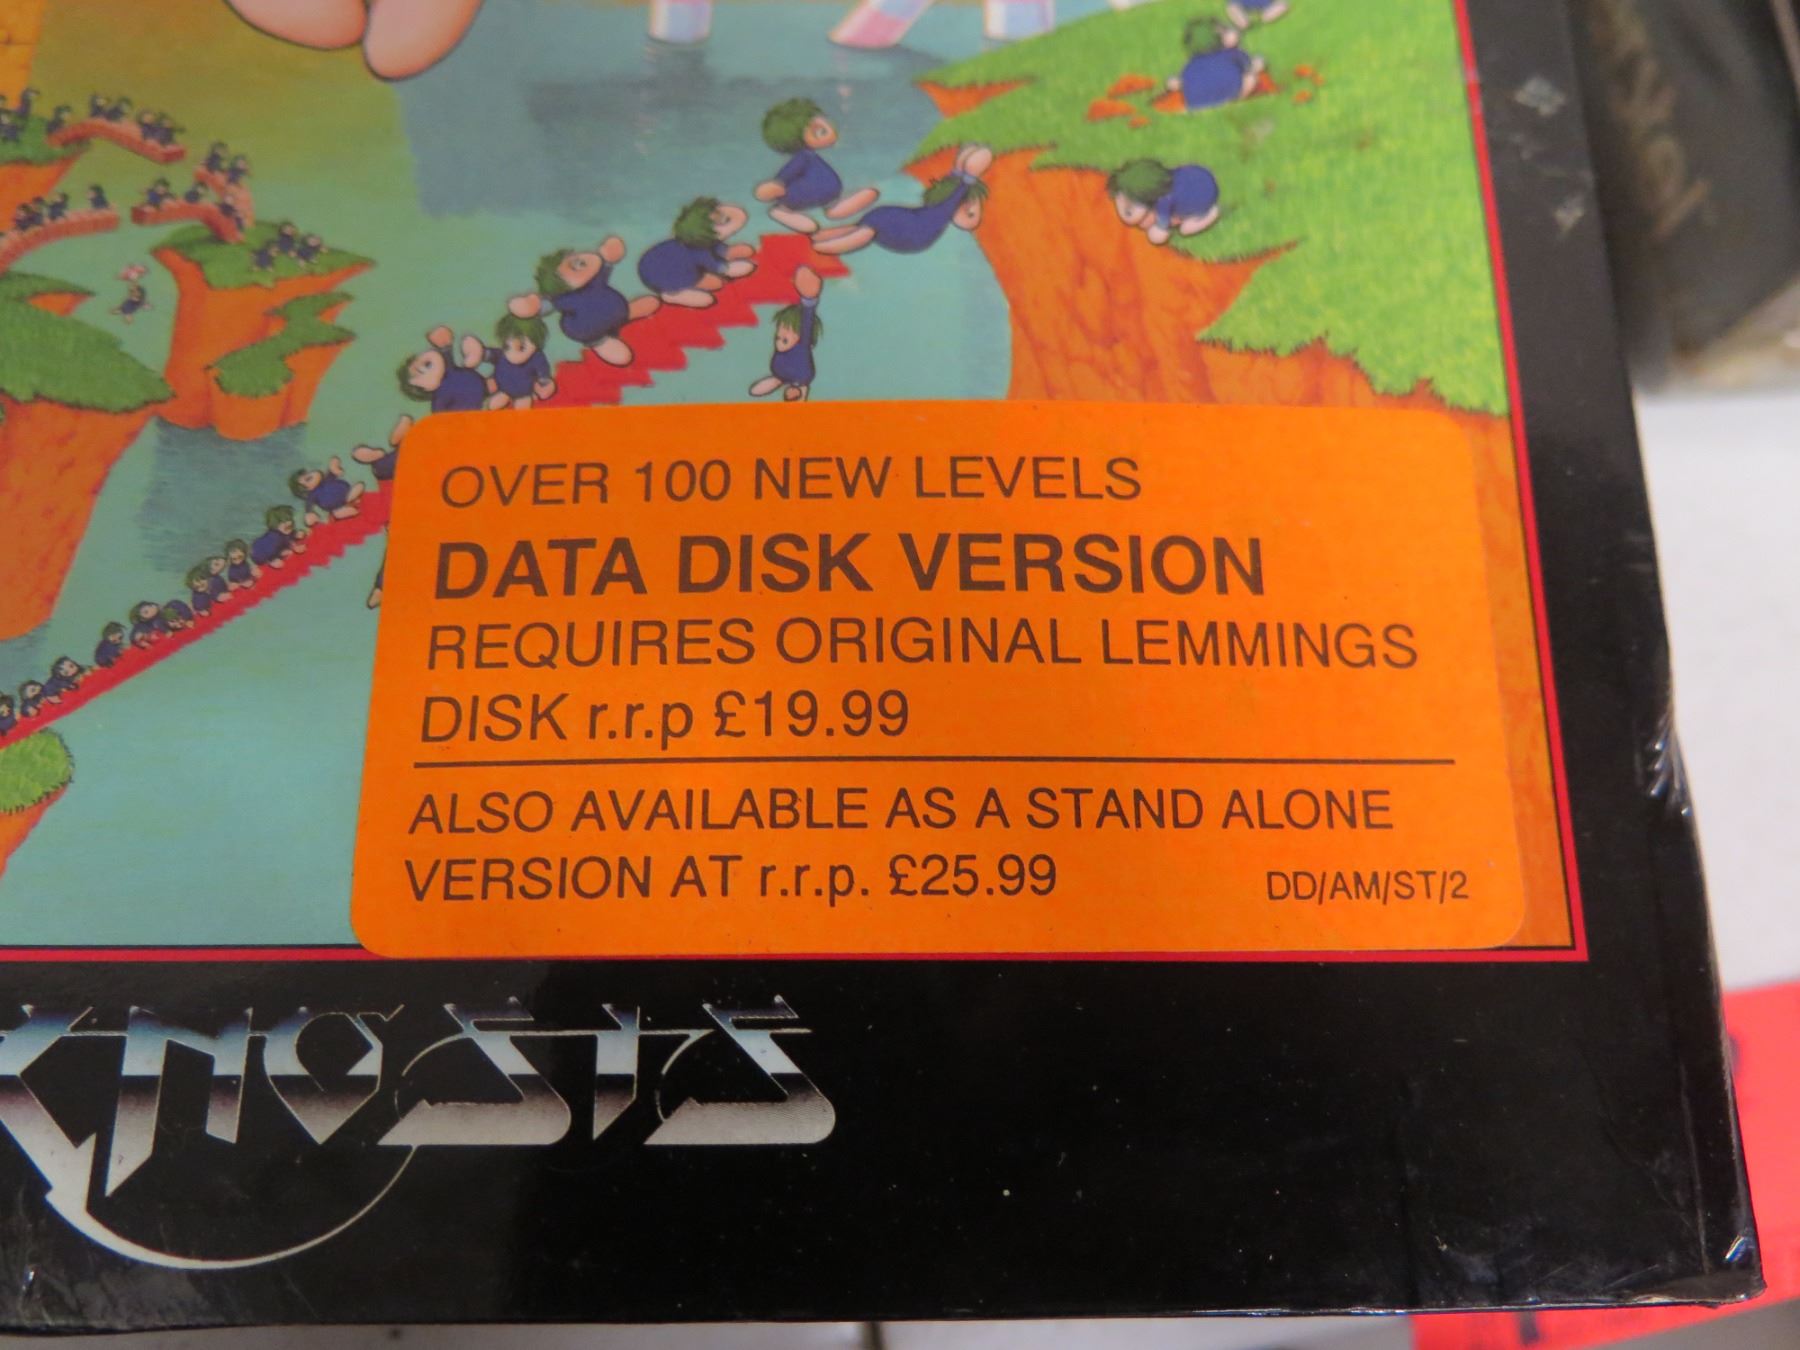 OVER 100 NEW LEVELS
DATA DISK VERSION
REQUIRES ORIGINAL LEMMINGS
DISK r.r.p £19.99
ALSO AVAILABLE AS A STAND ALONE
VERSION AT r.r.p. £25.99 DD/AM/ST/2
YGNOSIS